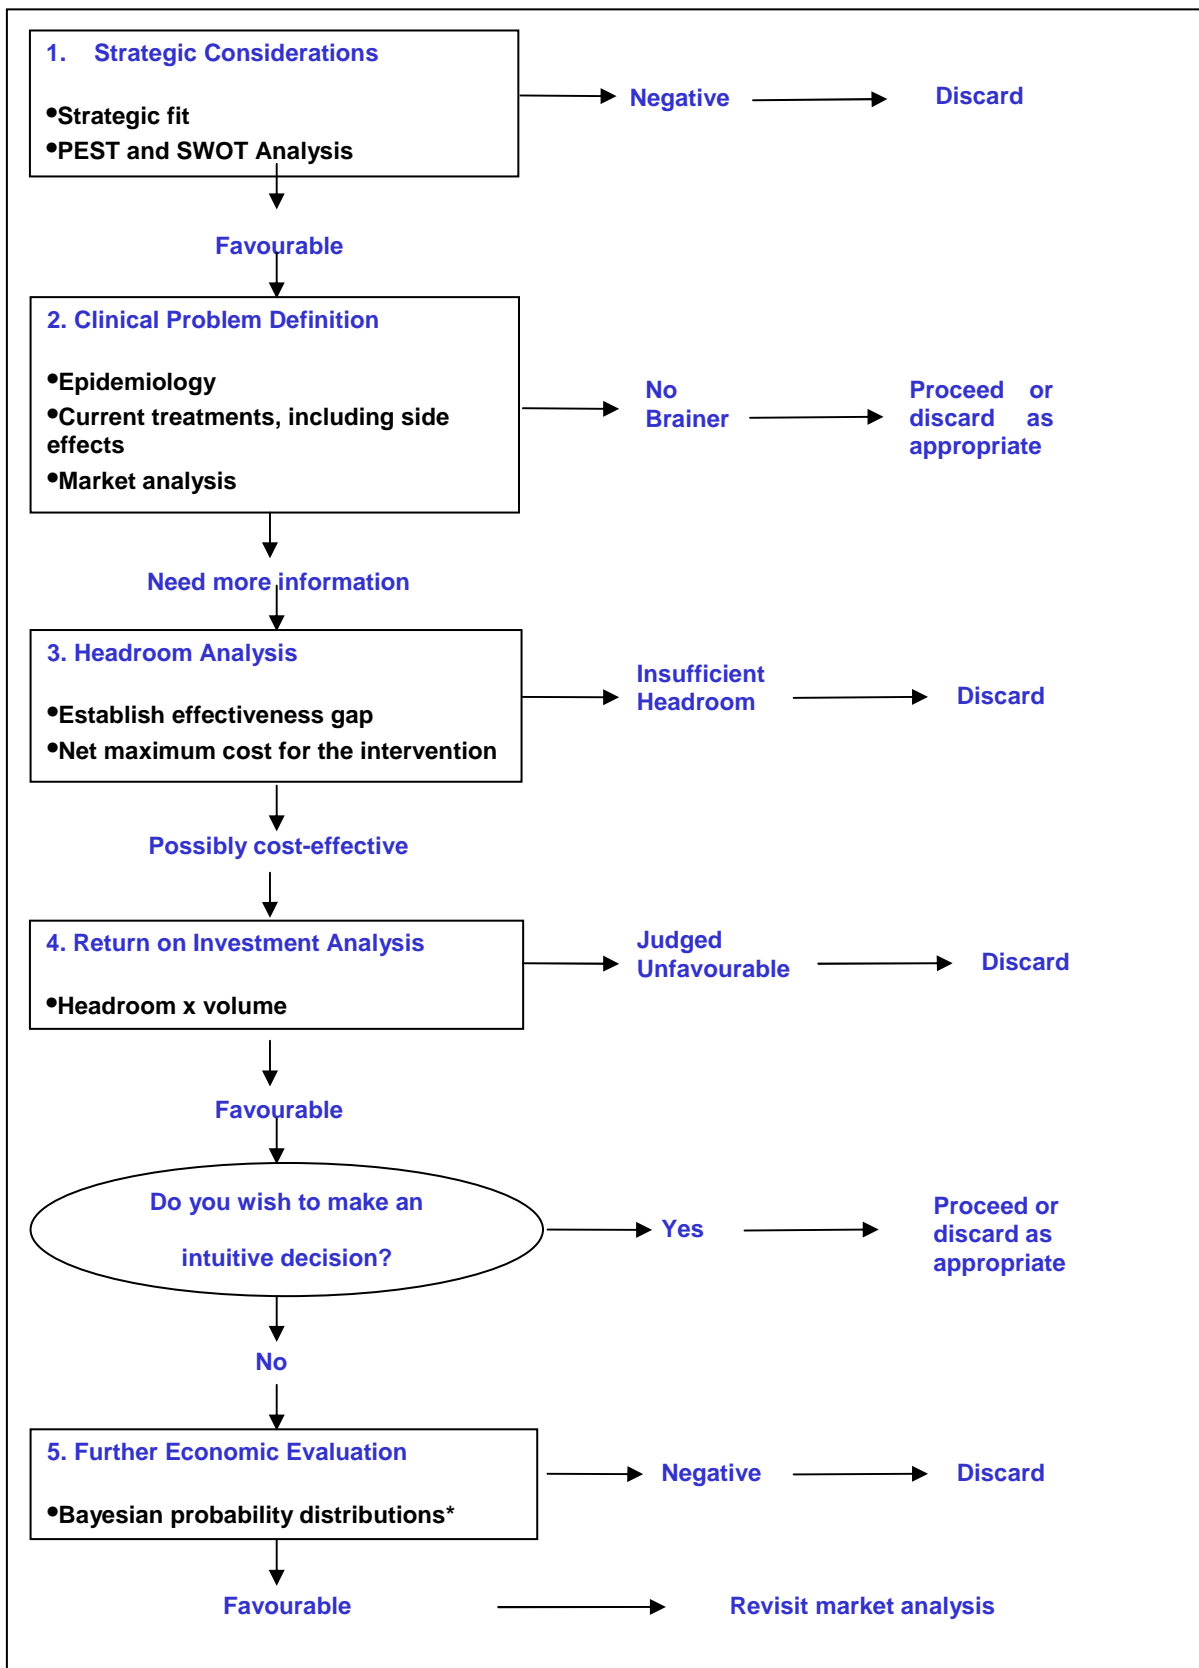 1. Strategic Considerations
•Strategic fit
•PEST and SWOT Analysis
Negative
Discard
Favourable
2. Clinical Problem Definition
•Epidemiology
•Current treatments, including side
effects
•Market analysis
No
Brainer
Proceed or
discard as
appropriate
Need more information
3. Headroom Analysis
•Establish effectiveness gap
•Net maximum cost for the intervention
Insufficient
Headroom
Discard
Possibly cost-effective
4. Return on Investment Analysis
•Headroom x volume
Judged
Unfavourable
Discard
Favourable
Do you wish to make an
intuitive decision?
Yes
Proceed or
discard as
appropriate
No
5. Further Economic Evaluation
•Bayesian probability distributions*
Negative
Discard
Favourable
Revisit market analysis